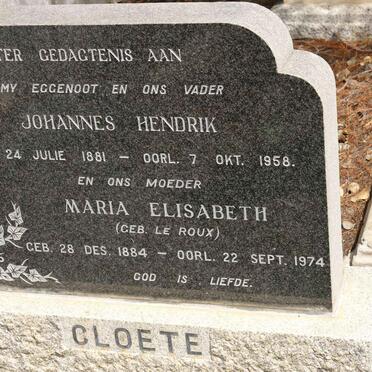 TER GEDAGTENIS AAN
MY EGGENOOT EN ONS VADER
JOHANNES HENDRIK
24 JULIE 1881 — OORL. 7 OKT. 1958.
EN ONS MOEDER
MARIA ELISABETH
(GEB. LE ROUX)
GEB. 28 DES. 1884 — OORL. 22 SEPT. 1974
GOD IS LIEFDE.
CLOETE